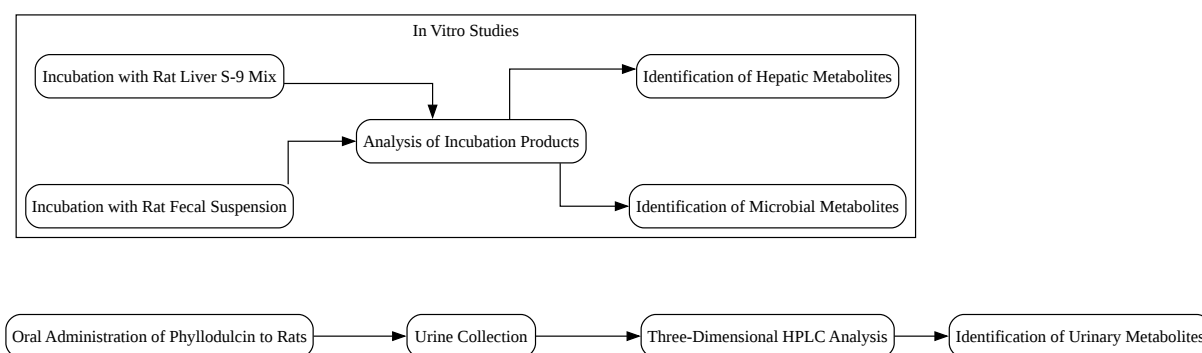 In Vitro Studies
Incubation with Rat Liver S-9 Mix
Identification of Hepatic Metabolites
Analysis of Incubation Products
Incubation with Rat Fecal Suspension
Identification of Microbial Metabolites
Oral Administration of Phyllodulcin to Rats
Urine Collection
Three-Dimensional HPLC Analysis
Identification of Urinary Metabolites